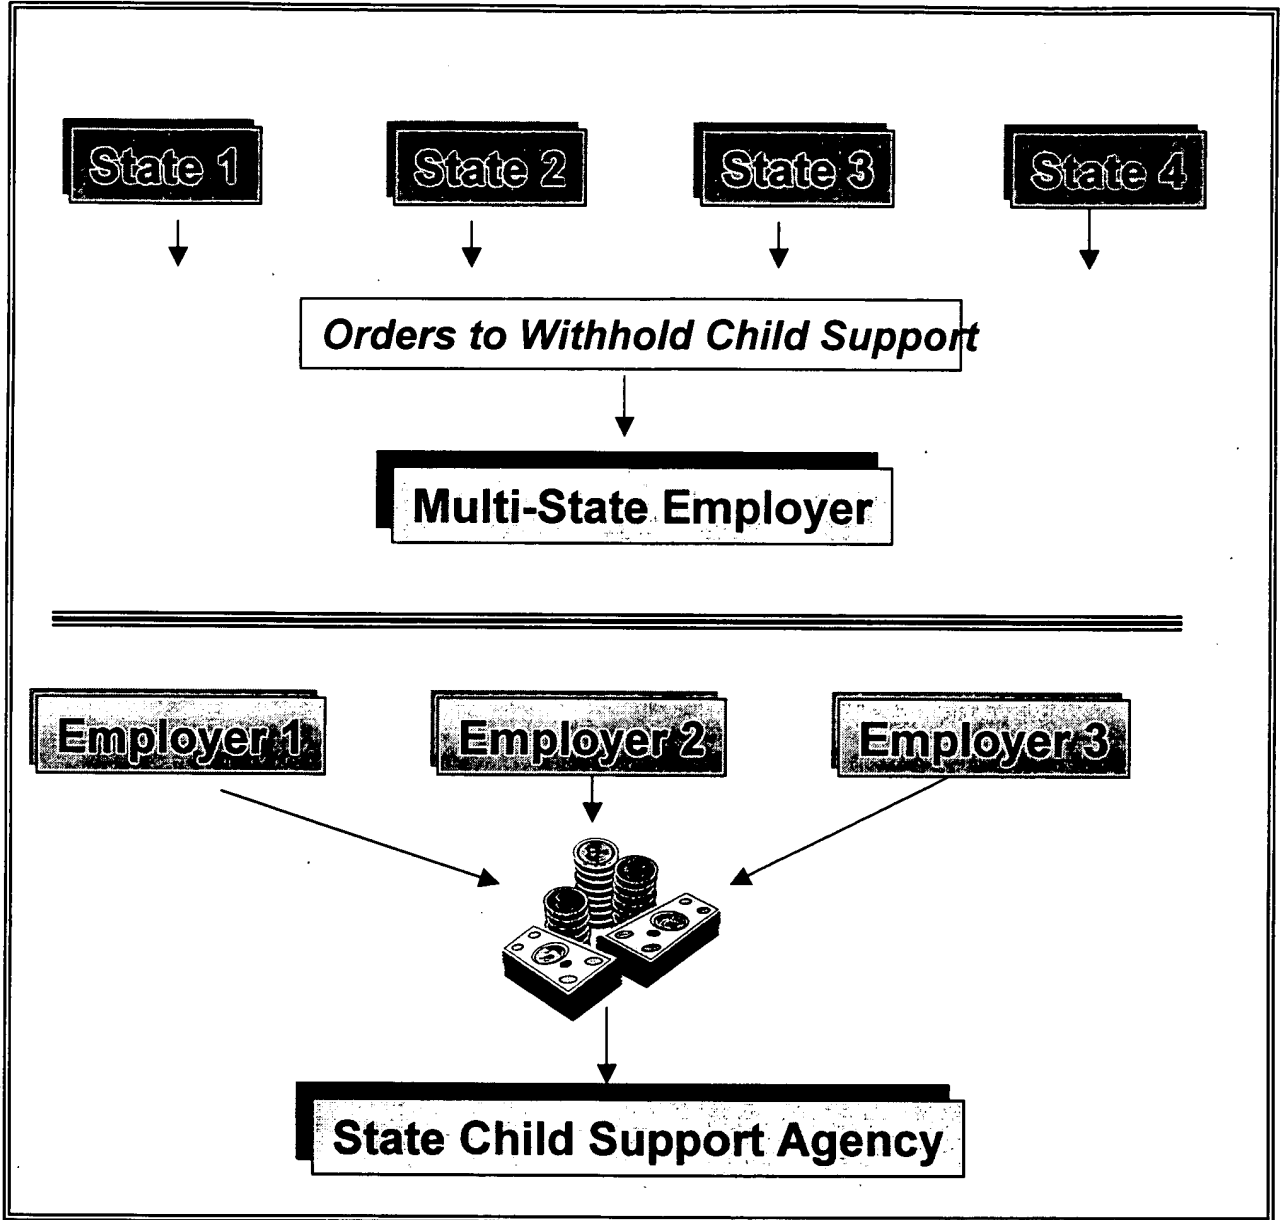 State 1
State 2
State 3
State 4
Orders to Withhold Child Support
Multi-State Employer
Employer 1
Employer 2
Employer 3
State Child Support Agency